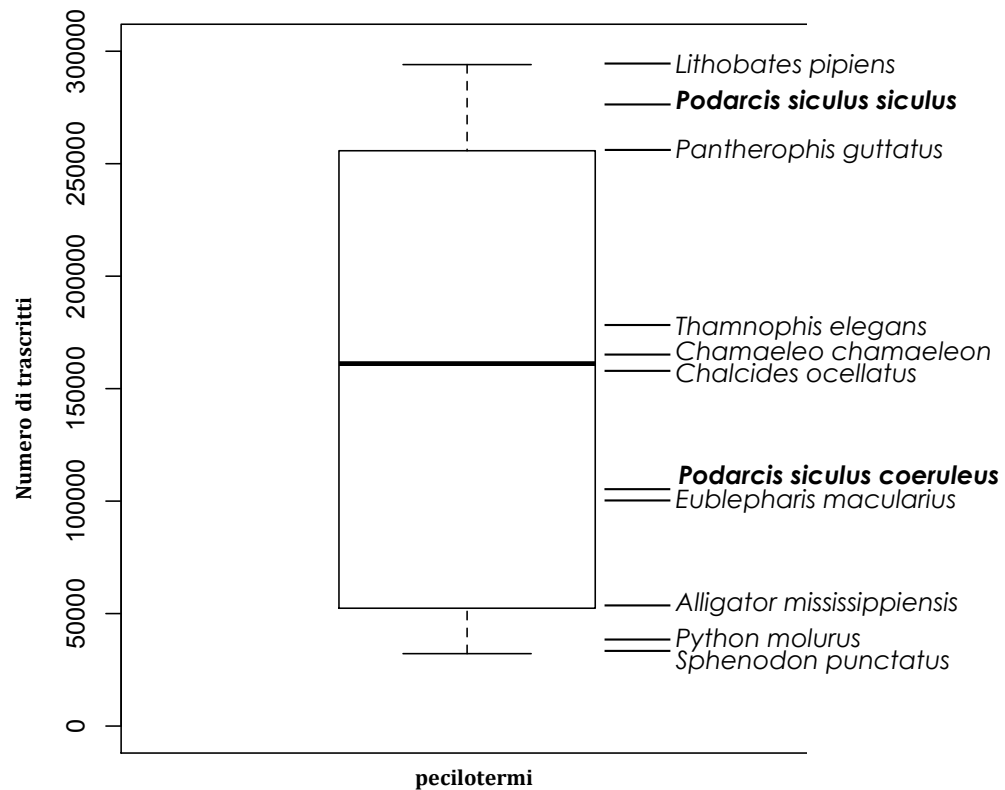 300000
250000
200000
150000
100000
50000
0
Numero di trascritti
Lithobates pipiens
Podarcis siculus siculus
Pantherophis guttatus
Thamnophis elegans
Chamaeleo chamaeleon
Chalcides ocellatus
Podarcis siculus coeruleus
Eublepharis macularius
Alligator mississippiensis
Python molurus
Sphenodon punctatus
pecilotermi